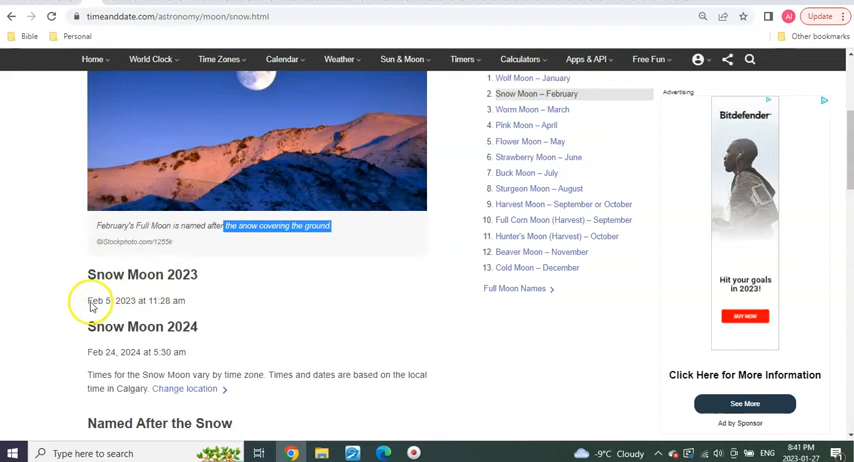 timeanddate.com/astronomy/moon/snow.html
Update
Bible
Personal
Other bookmarks
Home
World Clock
Time Zones
Calendar
Weather
Sun & Moon
Timers
Calculators
Apps & API
Free Fun
February's Full Moon is named after the snow covering the ground.
©iStockphoto.com/1255k
Snow Moon 2023
Feb 5, 2023 at 11:28 am
Snow Moon 2024
Feb 24, 2024 at 5:30 am
Times for the Snow Moon vary by time zone. Times and dates are based on the local
time in Calgary. Change location
Named After the Snow
1. Wolf Moon – January
2. Snow Moon – February
3. Worm Moon – March
4. Pink Moon – April
5. Flower Moon – May
6. Strawberry Moon – June
7. Buck Moon – July
8. Sturgeon Moon – August
9. Harvest Moon – September or October
10. Full Corn Moon (Harvest) – September
11. Hunter's Moon (Harvest) – October
12. Beaver Moon – November
13. Cold Moon – December
Full Moon Names
Advertising
Bitdefender
Hit your goals
in 2023!
BUY NOW
Click Here for More Information
See More
Ad by Sponsor
Type here to search
-9°C Cloudy
ENG
8:41 PM
2023-01-27